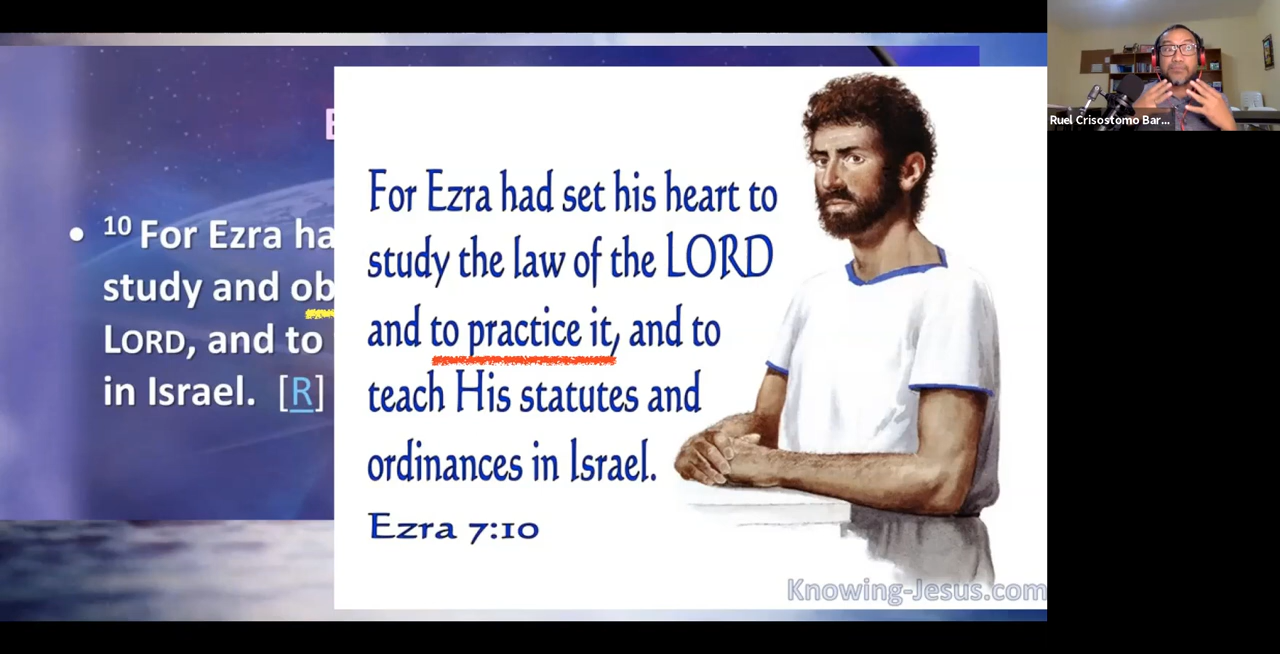 10 For Ezra ha
study and ob
LORD, and to
in Israel. [R]
For Ezra had set his heart to
study the law of the LORD
and to practice it, and to
teach His statutes and
ordinances in Israel.
Ezra 7:10
Knowing-Jesus.com
Ruel Crisostomo Bar...